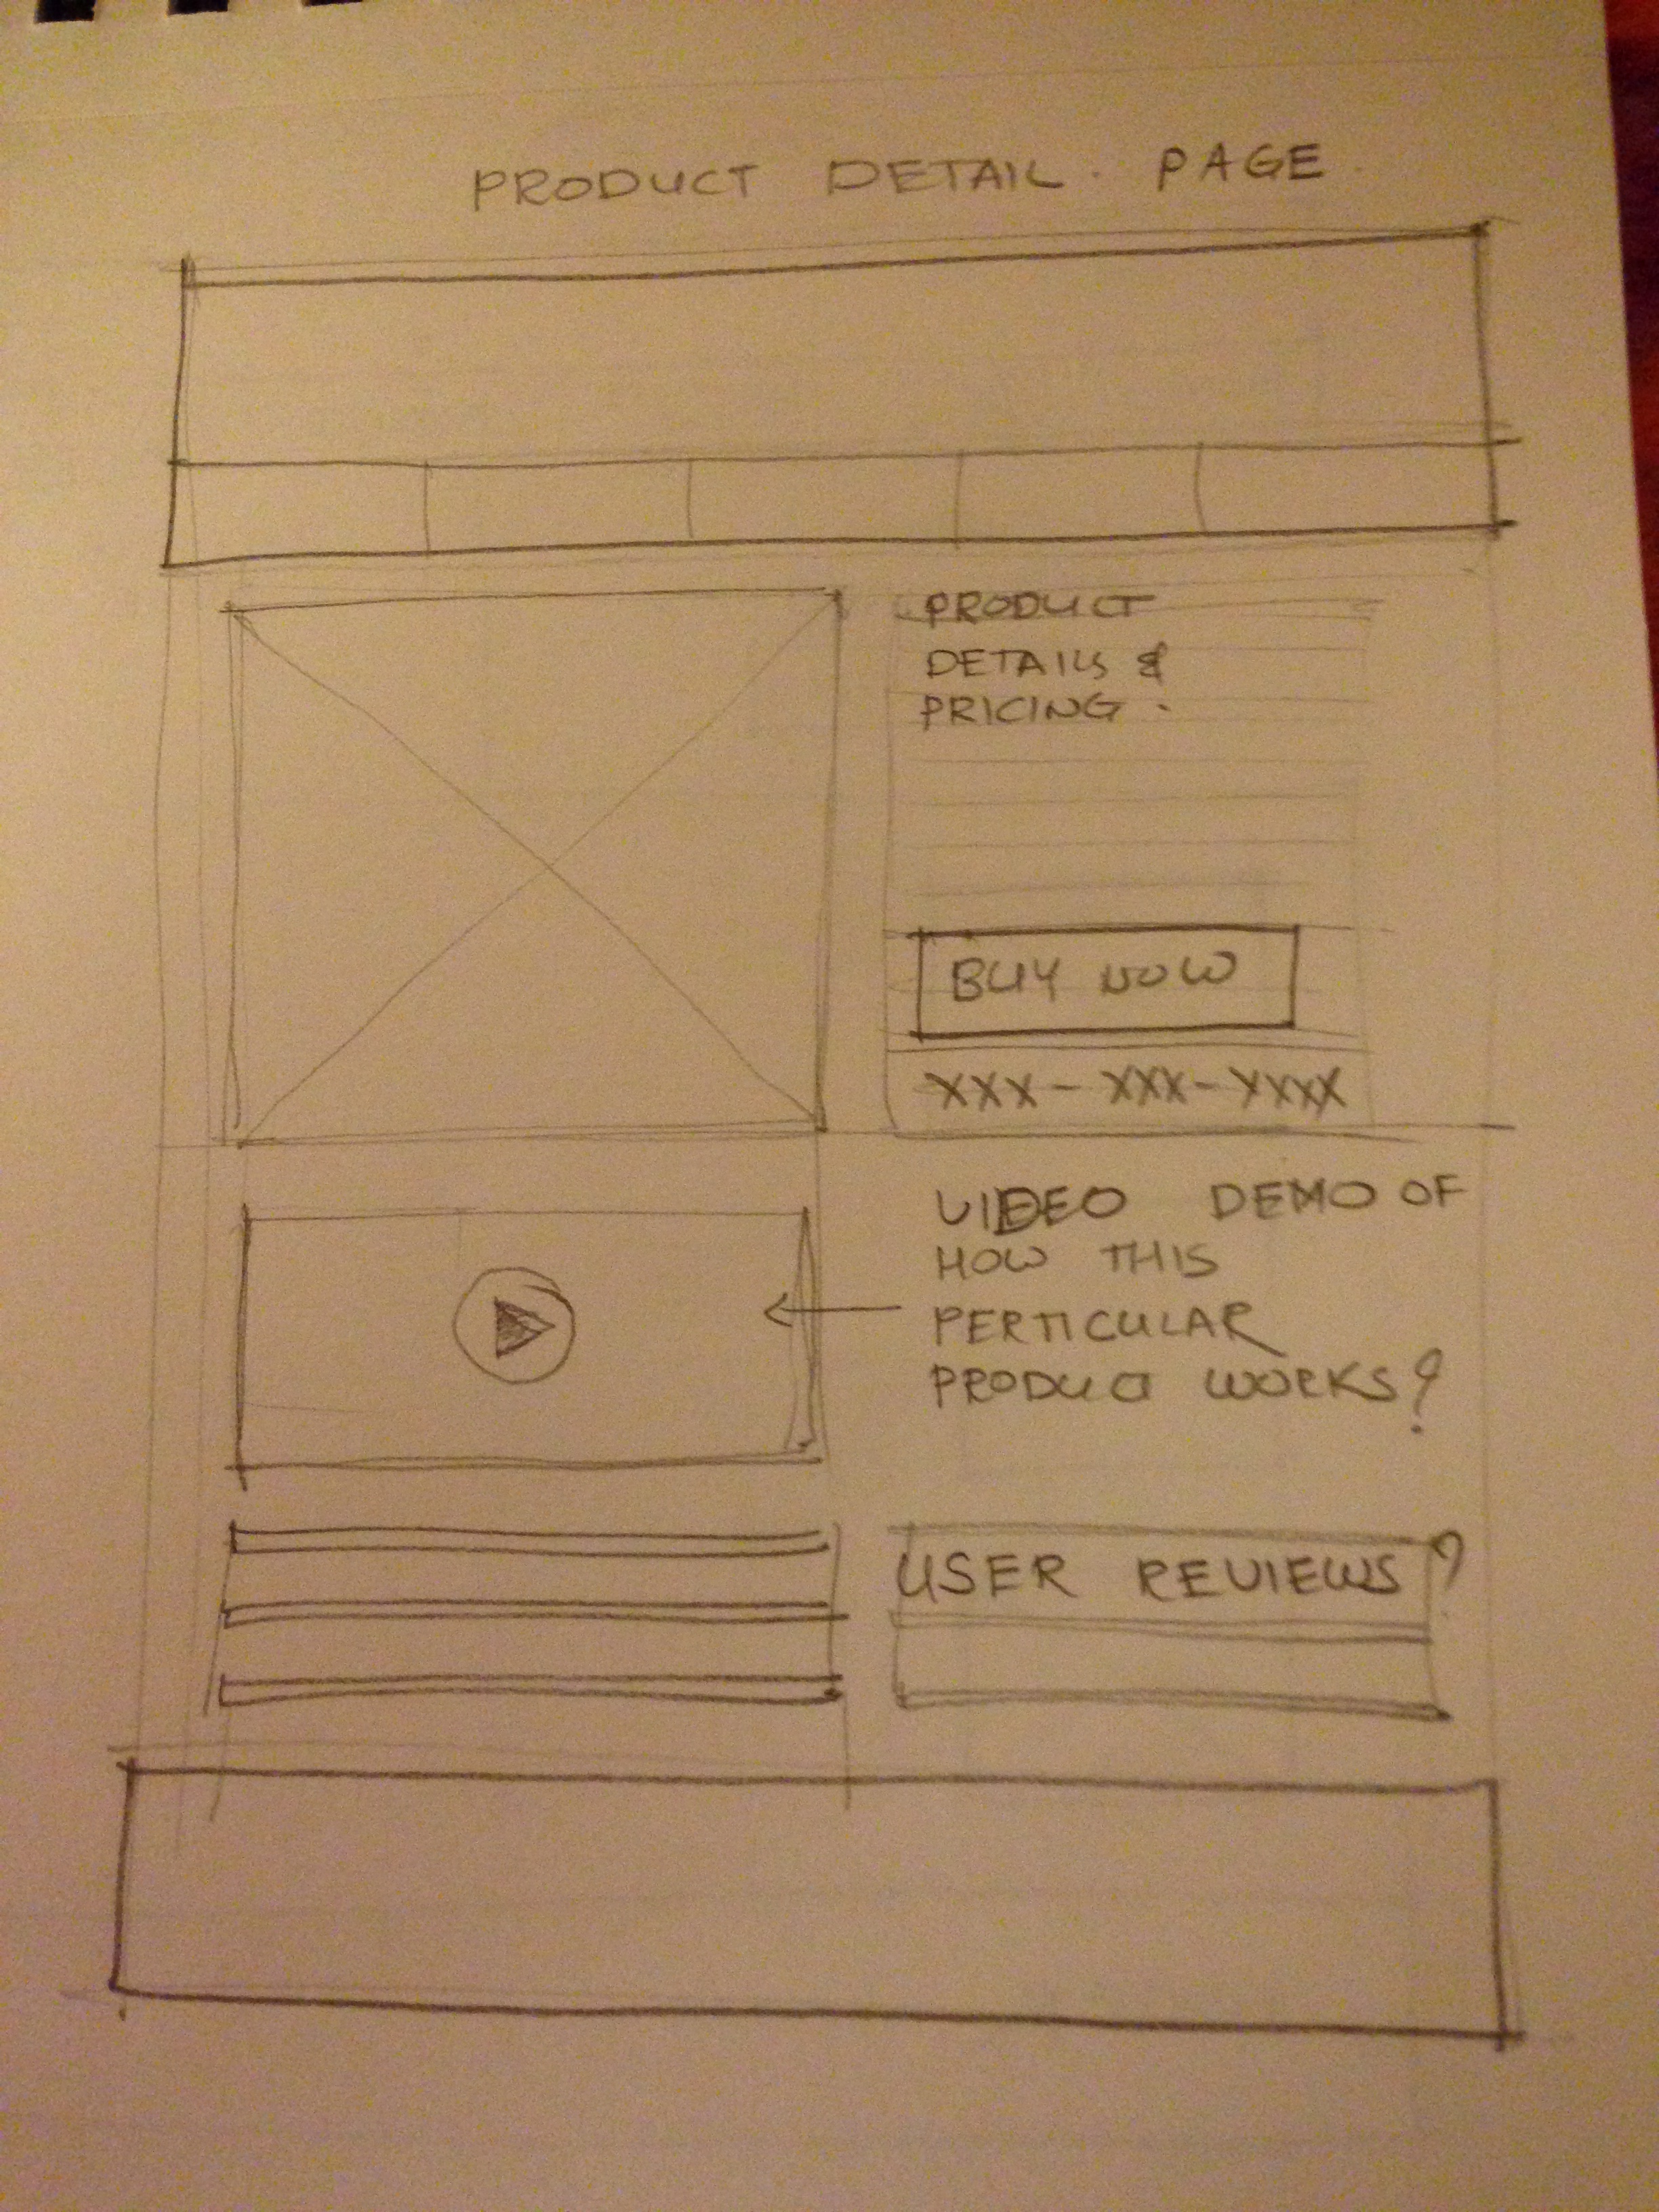 PRODUCT DETAIL. PAGE.
PRODUCT
DETAILS &
PRICING.
BUY NOW
XXX - XXX - XXXX
VIDEO DEMO OF
HOW THIS
PERTICULAR
PRODUCT WORKS?
USER REVIEWS?